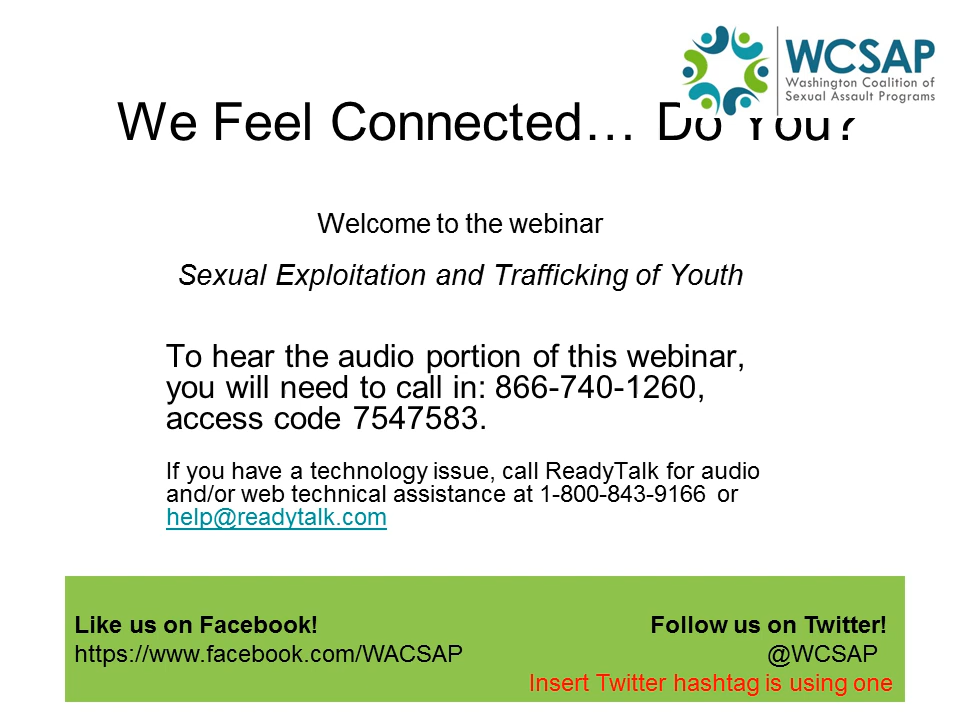 WCSAP
Washington Coalition of
Sexual Assault Programs
We Feel Connected… Do You?
Welcome to the webinar
Sexual Exploitation and Trafficking of Youth
To hear the audio portion of this webinar,
you will need to call in: 866-740-1260,
access code 7547583.
If you have a technology issue, call ReadyTalk for audio
and/or web technical assistance at 1-800-843-9166 or
help@readytalk.com
Like us on Facebook! Follow us on Twitter!
https://www.facebook.com/WACSAP @WCSAP
Insert Twitter hashtag is using one